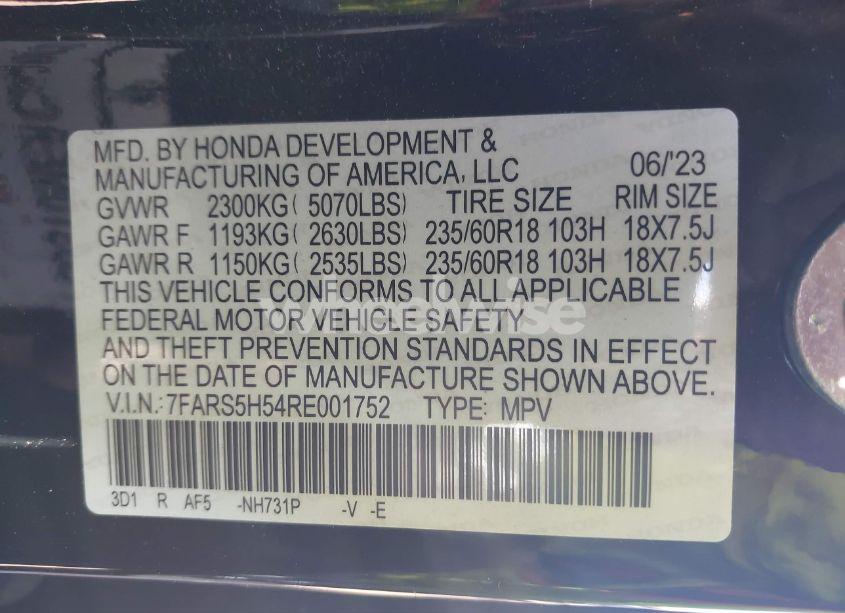 MFD. BY HONDA DEVELOPMENT &
MANUFACTURING OF AMERICA, LLC 06/'23
GVWR 2300KG( 5070LBS) TIRE SIZE RIM SIZE
GAWR F 1193KG( 2630LBS) 235/60R18 103H 18X7.5J
GAWR R 1150KG( 2535LBS) 235/60R18 103H 18X7.5J
THIS VEHICLE CONFORMS TO ALL APPLICABLE
FEDERAL MOTOR VEHICLE SAFETY
AND THEFT PREVENTION STANDARDS IN EFFECT
ON THE DATE OF MANUFACTURE SHOWN ABOVE.
V.I.N.: 7FARS5H54RE001752 TYPE: MPV
3D1 R AF5 -NH731P -V -E